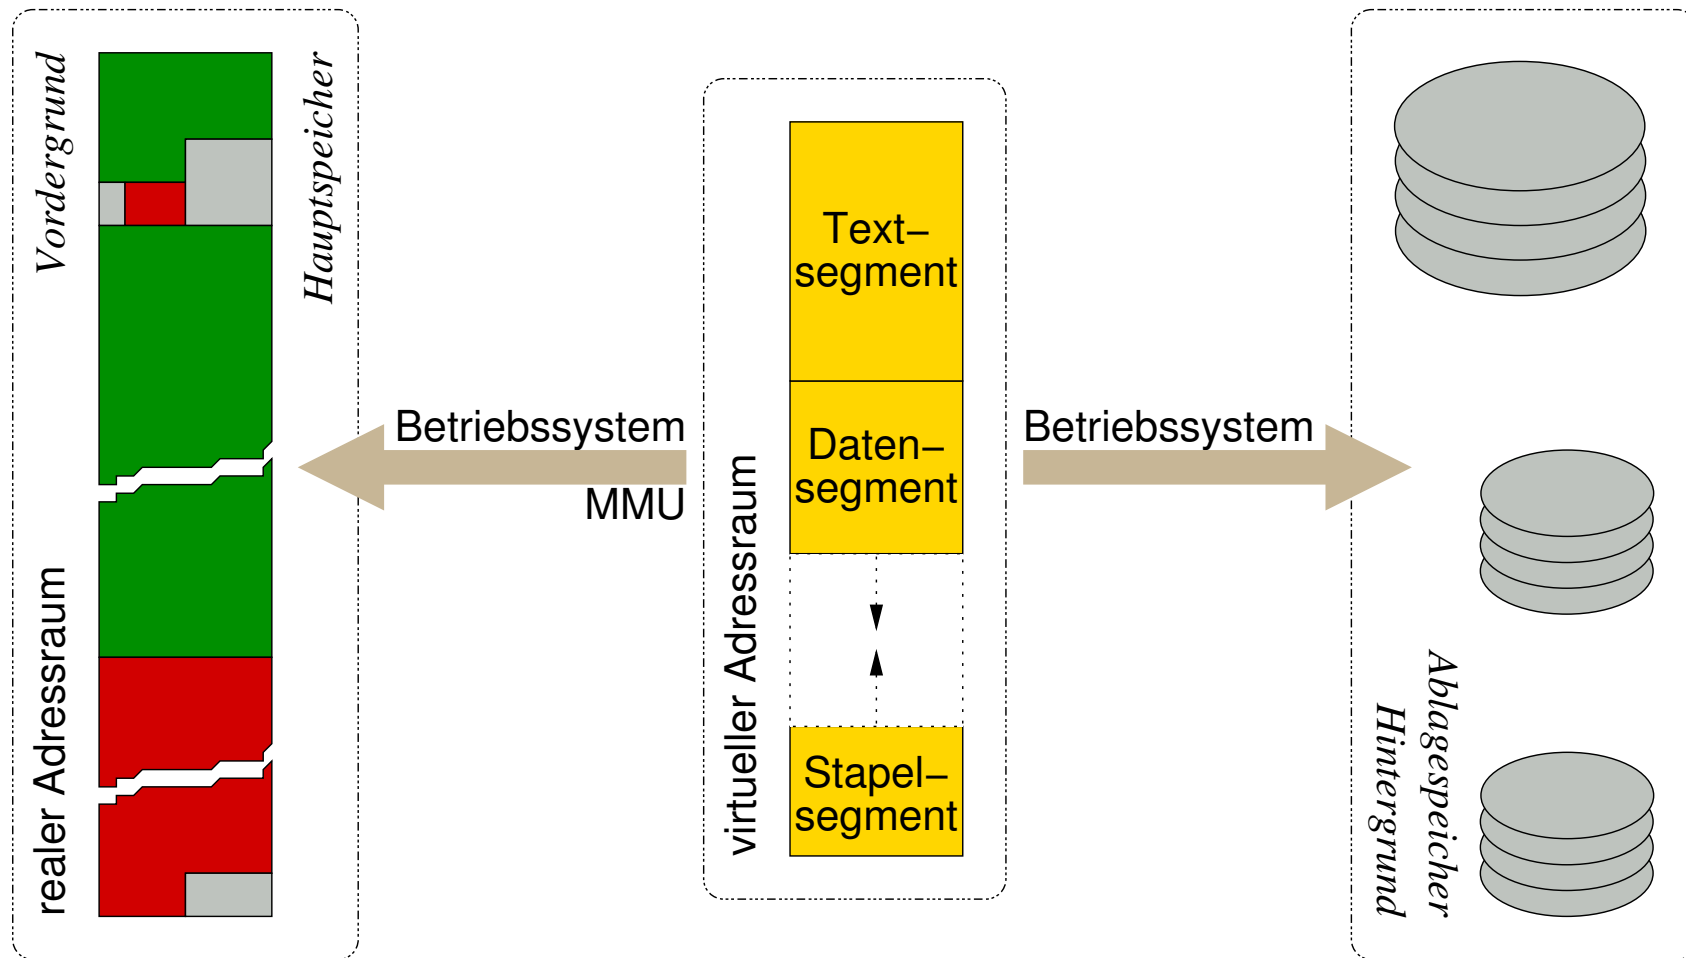 Vordergrund
Hauptspeicher
realer Adressraum
Betriebssystem
MMU
virtueller Adressraum
Text–
segment
Daten–
segment
Stapel–
segment
Betriebssystem
Ablagespeicher
Hintergrund